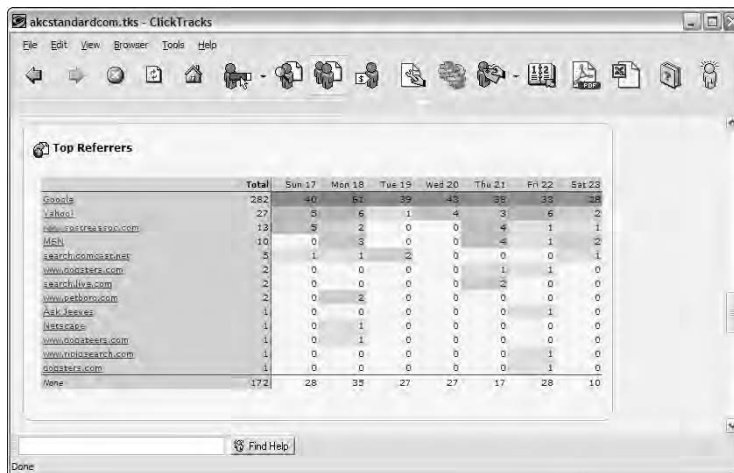 akcstandardcom.tks - ClickTracks
File Edit View Browser Tools Help
PDF
Top Referrers
Total Sun 17 Mon 18 Tue 19 Wed 20 Thu 21 Fri 22 Sat 23
Google 282 40 61 39 43 38 33 28
Yahoo! 27 5 6 1 4 3 6 2
13 5 2 0 0 4 1 1
MSN 10 0 3 0 0 4 1 2
search.comcast.net 5 1 1 2 0 0 0 1
www.dogsters.com 2 0 0 0 0 1 1 0
search.live.com 2 0 0 0 0 2 0 0
www.petboro.com 2 0 2 0 0 0 0 0
Ask Jeeves 1 0 0 0 0 0 1 0
Netscape 1 0 1 0 0 0 0 0
www.dogateers.com 1 0 1 0 0 0 0 0
1 0 0 0 0 0 1 0
dogsters.com 1 0 0 0 0 0 1 0
None 172 28 35 27 27 17 28 10
Find Help
Done